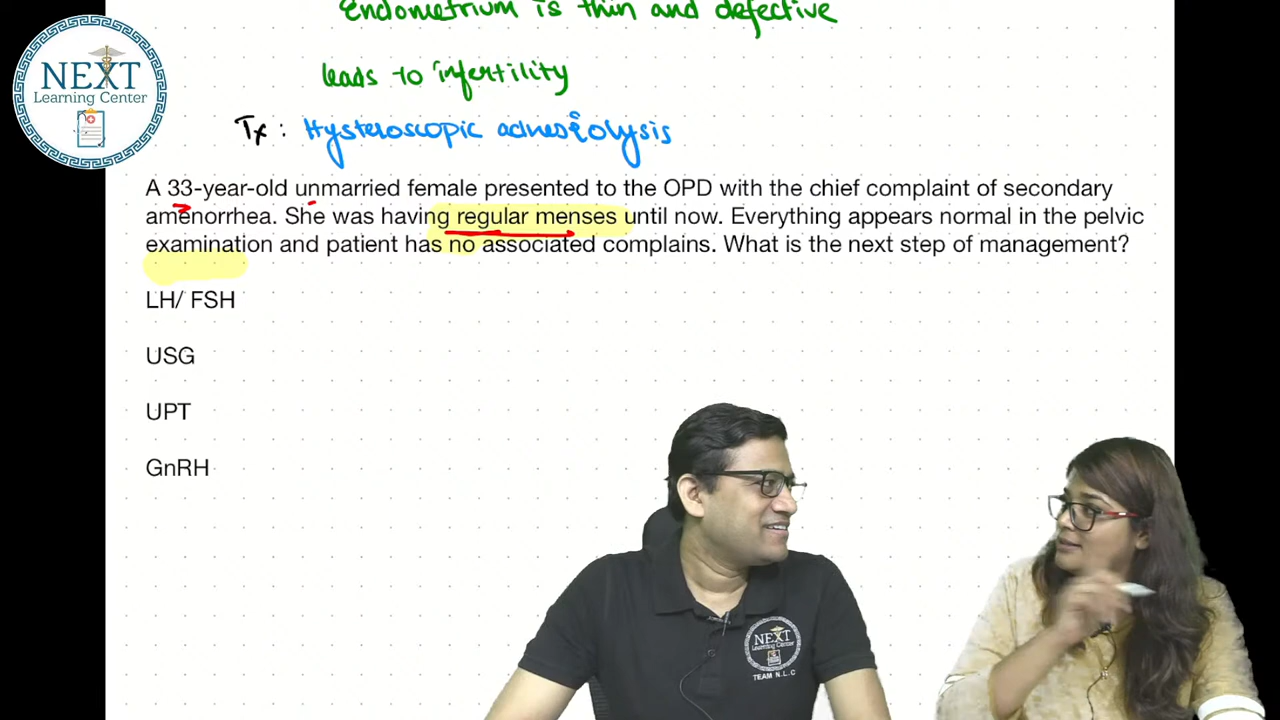 Endometrium is thin and defective
NEXT
Learning Center
leads to infertility
Tx : Hysteroscopic adhesiolysis
A 33-year-old unmarried female presented to the OPD with the chief complaint of secondary
amenorrhea. She was having regular menses until now. Everything appears normal in the pelvic
examination and patient has no associated complains. What is the next step of management?
LH/ FSH
USG
UPT
GnRH
NEXT
Learning Center
TEAM N.L.C